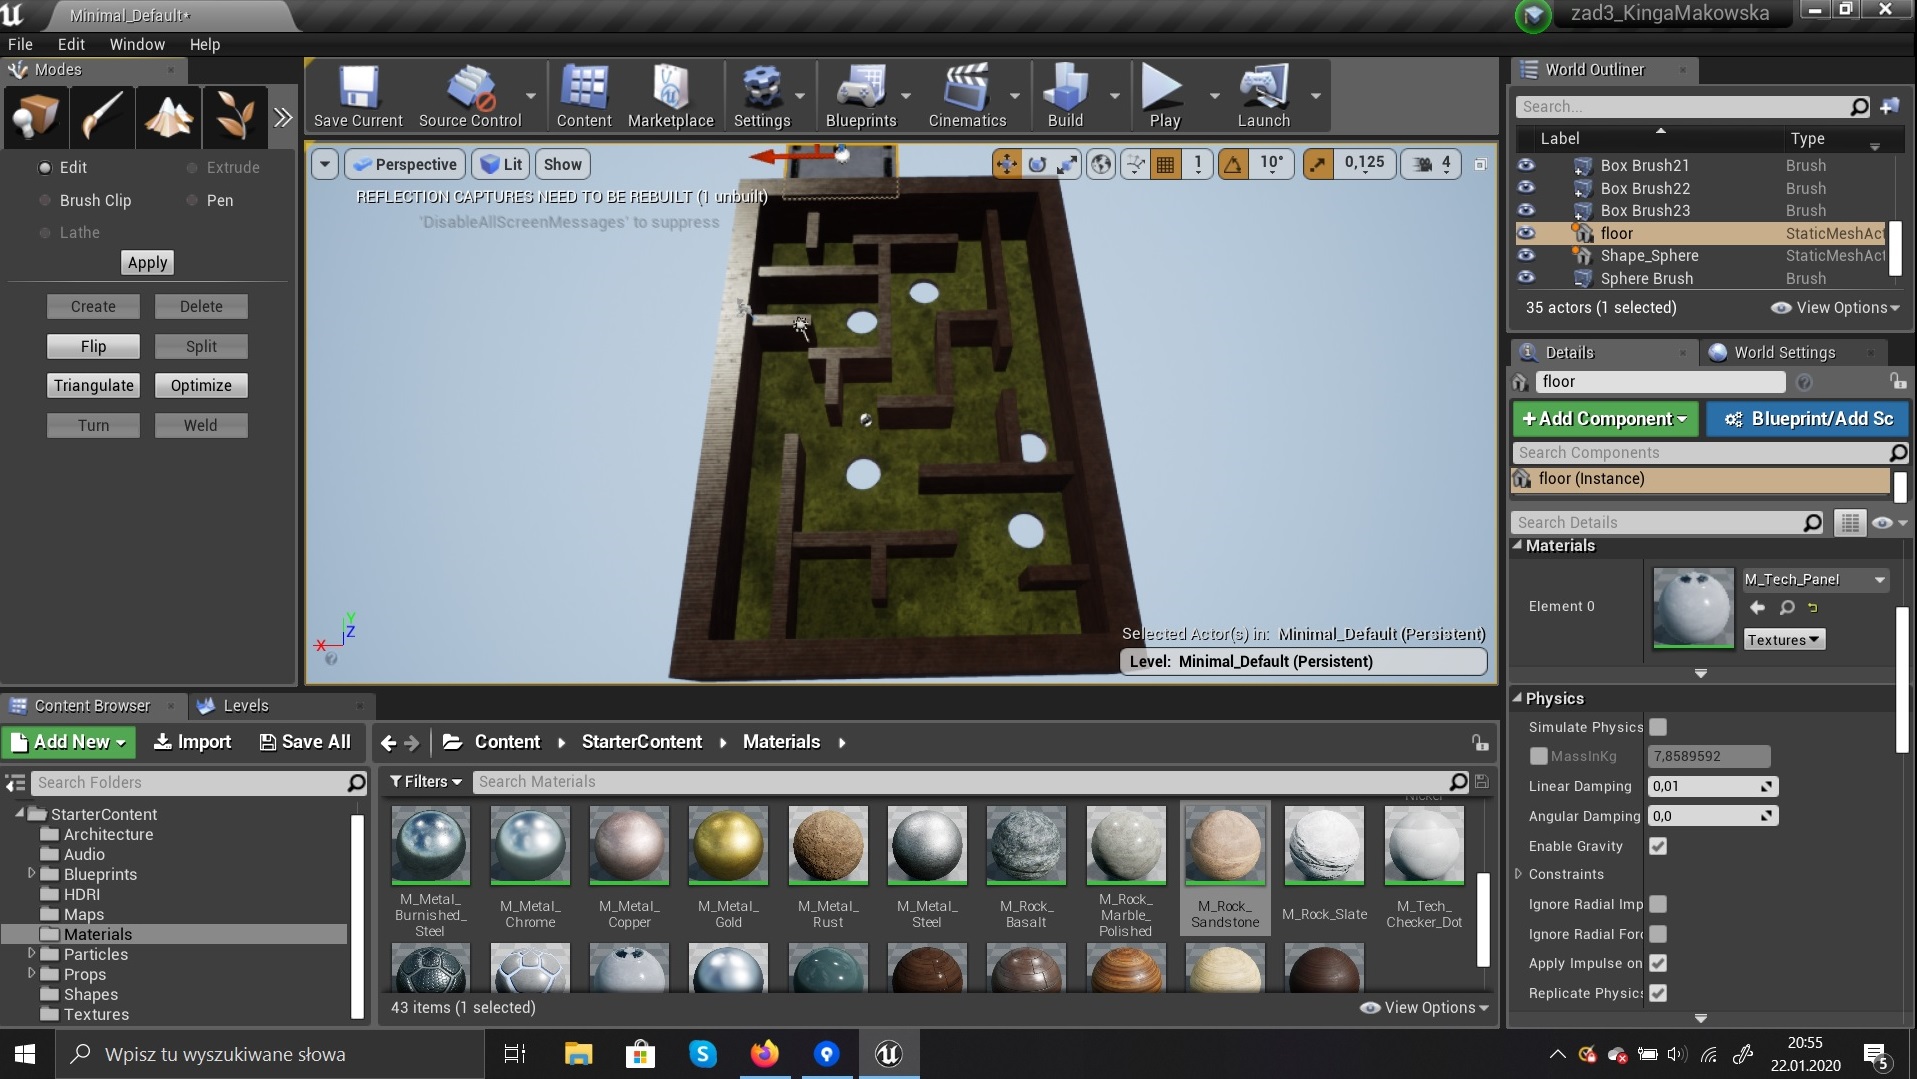 Minimal_Default*
zad3_KingaMakowska
File Edit Window Help
Modes
Edit Extrude
Brush Clip Pen
Lathe
Apply
Create Delete
Flip Split
Triangulate Optimize
Turn Weld
Save Current Source Control Content Marketplace Settings Blueprints Cinematics Build Play Launch
Perspective Lit Show
1 10° 0,125 4
REFLECTION CAPTURES NEED TO BE REBUILT (1 unbuilt)
'DisableAllScreenMessages' to suppress
X Y Z
Selected Actor(s) in: Minimal_Default (Persistent)
Level: Minimal_Default (Persistent)
World Outliner
Search...
Label Type
Box Brush21 Brush
Box Brush22 Brush
Box Brush23 Brush
floor StaticMeshAct
Shape_Sphere StaticMeshAct
Sphere Brush Brush
35 actors (1 selected) View Options
Details World Settings
floor
+Add Component Blueprint/Add Sc
Search Components
floor (Instance)
Search Details
Materials
Element 0
M_Tech_Panel
Textures
Physics
Simulate Physics
MassInKg 7,8589592
Linear Damping 0,01
Angular Damping 0,0
Enable Gravity
Constraints
Ignore Radial Imp
Ignore Radial Forc
Apply Impulse on
Replicate Physics
Content Browser Levels
Add New Import Save All
Content StarterContent Materials
Search Folders
StarterContent
Architecture
Audio
Blueprints
HDRI
Maps
Materials
Particles
Props
Shapes
Textures
Filters Search Materials
Nickel
M_Metal_
Burnished_
Steel
M_Metal_
Chrome
M_Metal_
Copper
M_Metal_
Gold
M_Metal_
Rust
M_Metal_
Steel
M_Rock_
Basalt
M_Rock_
Marble_
Polished
M_Rock_
Sandstone
M_Rock_Slate
M_Tech_
Checker_Dot
43 items (1 selected) View Options
Wpisz tu wyszukiwane słowa
20:55
22.01.2020
5